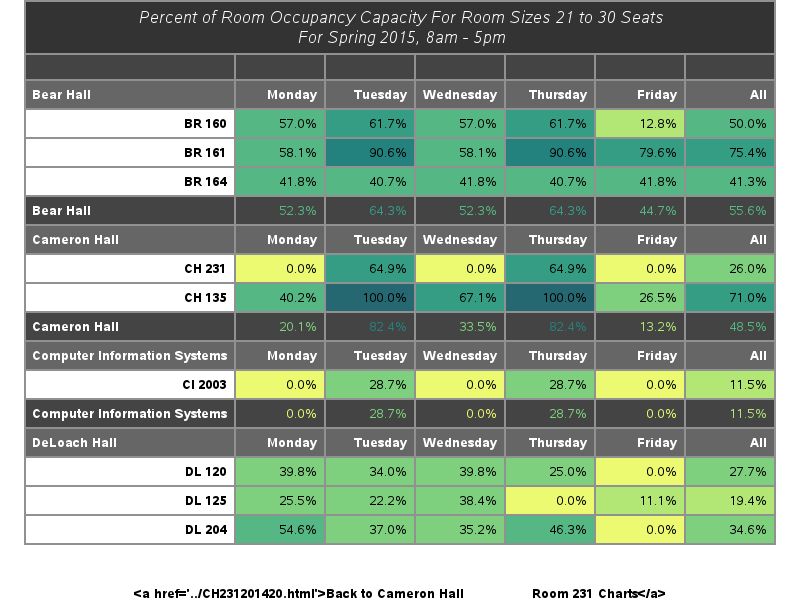 Percent of Room Occupancy Capacity For Room Sizes 21 to 30 Seats
For Spring 2015, 8am - 5pm
Bear Hall Monday Tuesday Wednesday Thursday Friday All
BR 160 57.0% 61.7% 57.0% 61.7% 12.8% 50.0%
BR 161 58.1% 90.6% 58.1% 90.6% 79.6% 75.4%
BR 164 41.8% 40.7% 41.8% 40.7% 41.8% 41.3%
Bear Hall 52.3% 64.3% 52.3% 64.3% 44.7% 55.6%
Cameron Hall Monday Tuesday Wednesday Thursday Friday All
CH 231 0.0% 64.9% 0.0% 64.9% 0.0% 26.0%
CH 135 40.2% 100.0% 67.1% 100.0% 26.5% 71.0%
Cameron Hall 20.1% 82.4% 33.5% 82.4% 13.2% 48.5%
Computer Information Systems Monday Tuesday Wednesday Thursday Friday All
CI 2003 0.0% 28.7% 0.0% 28.7% 0.0% 11.5%
Computer Information Systems 0.0% 28.7% 0.0% 28.7% 0.0% 11.5%
DeLoach Hall Monday Tuesday Wednesday Thursday Friday All
DL 120 39.8% 34.0% 39.8% 25.0% 0.0% 27.7%
DL 125 25.5% 22.2% 38.4% 0.0% 11.1% 19.4%
DL 204 54.6% 37.0% 35.2% 46.3% 0.0% 34.6%
<a href='../CH231201420.html'>Back to Cameron Hall Room 231 Charts</a>